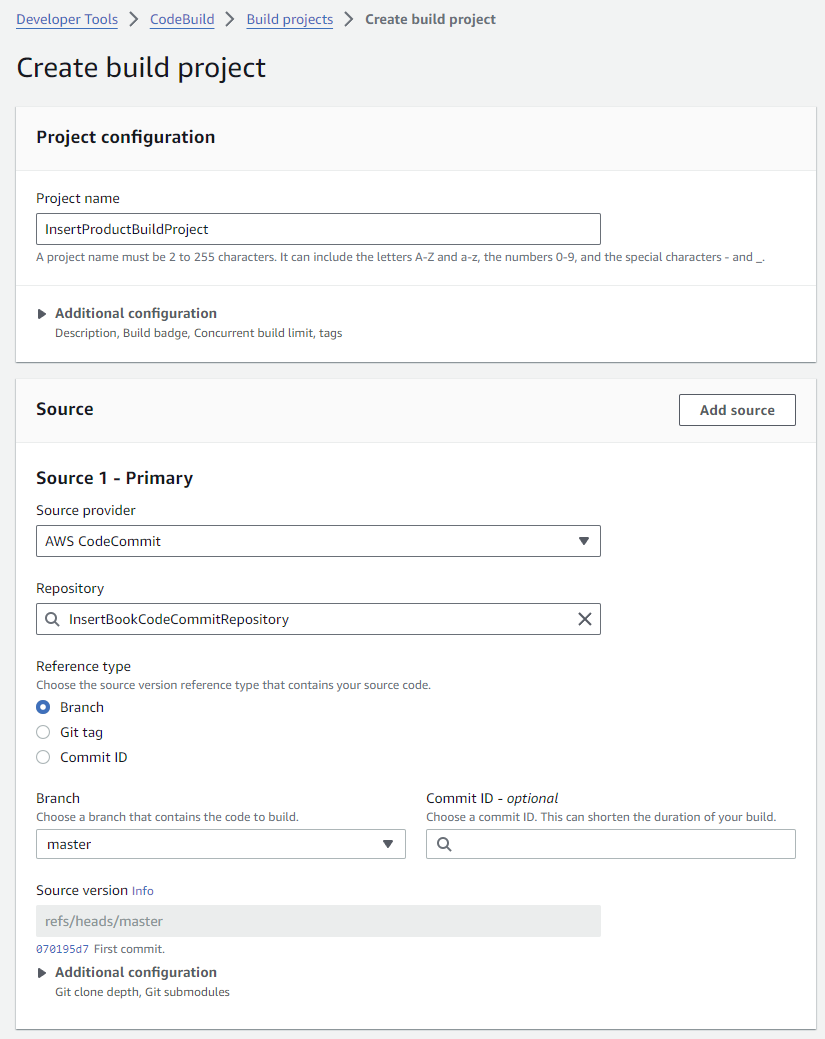 Developer Tools > CodeBuild > Build projects > Create build project
Create build project
Project configuration
Project name
InsertProductBuildProject
A project name must be 2 to 255 characters. It can include the letters A-Z and a-z, the numbers 0-9, and the special characters - and _.
Additional configuration
Description, Build badge, Concurrent build limit, tags
Source
Add source
Source 1 - Primary
Source provider
AWS CodeCommit
Repository
InsertBookCodeCommitRepository
Reference type
Choose the source version reference type that contains your source code.
Branch
Git tag
Commit ID
Branch
Choose a branch that contains the code to build.
master
Commit ID - optional
Choose a commit ID. This can shorten the duration of your build.
Source version Info
refs/heads/master
070195d7 First commit.
Additional configuration
Git clone depth, Git submodules